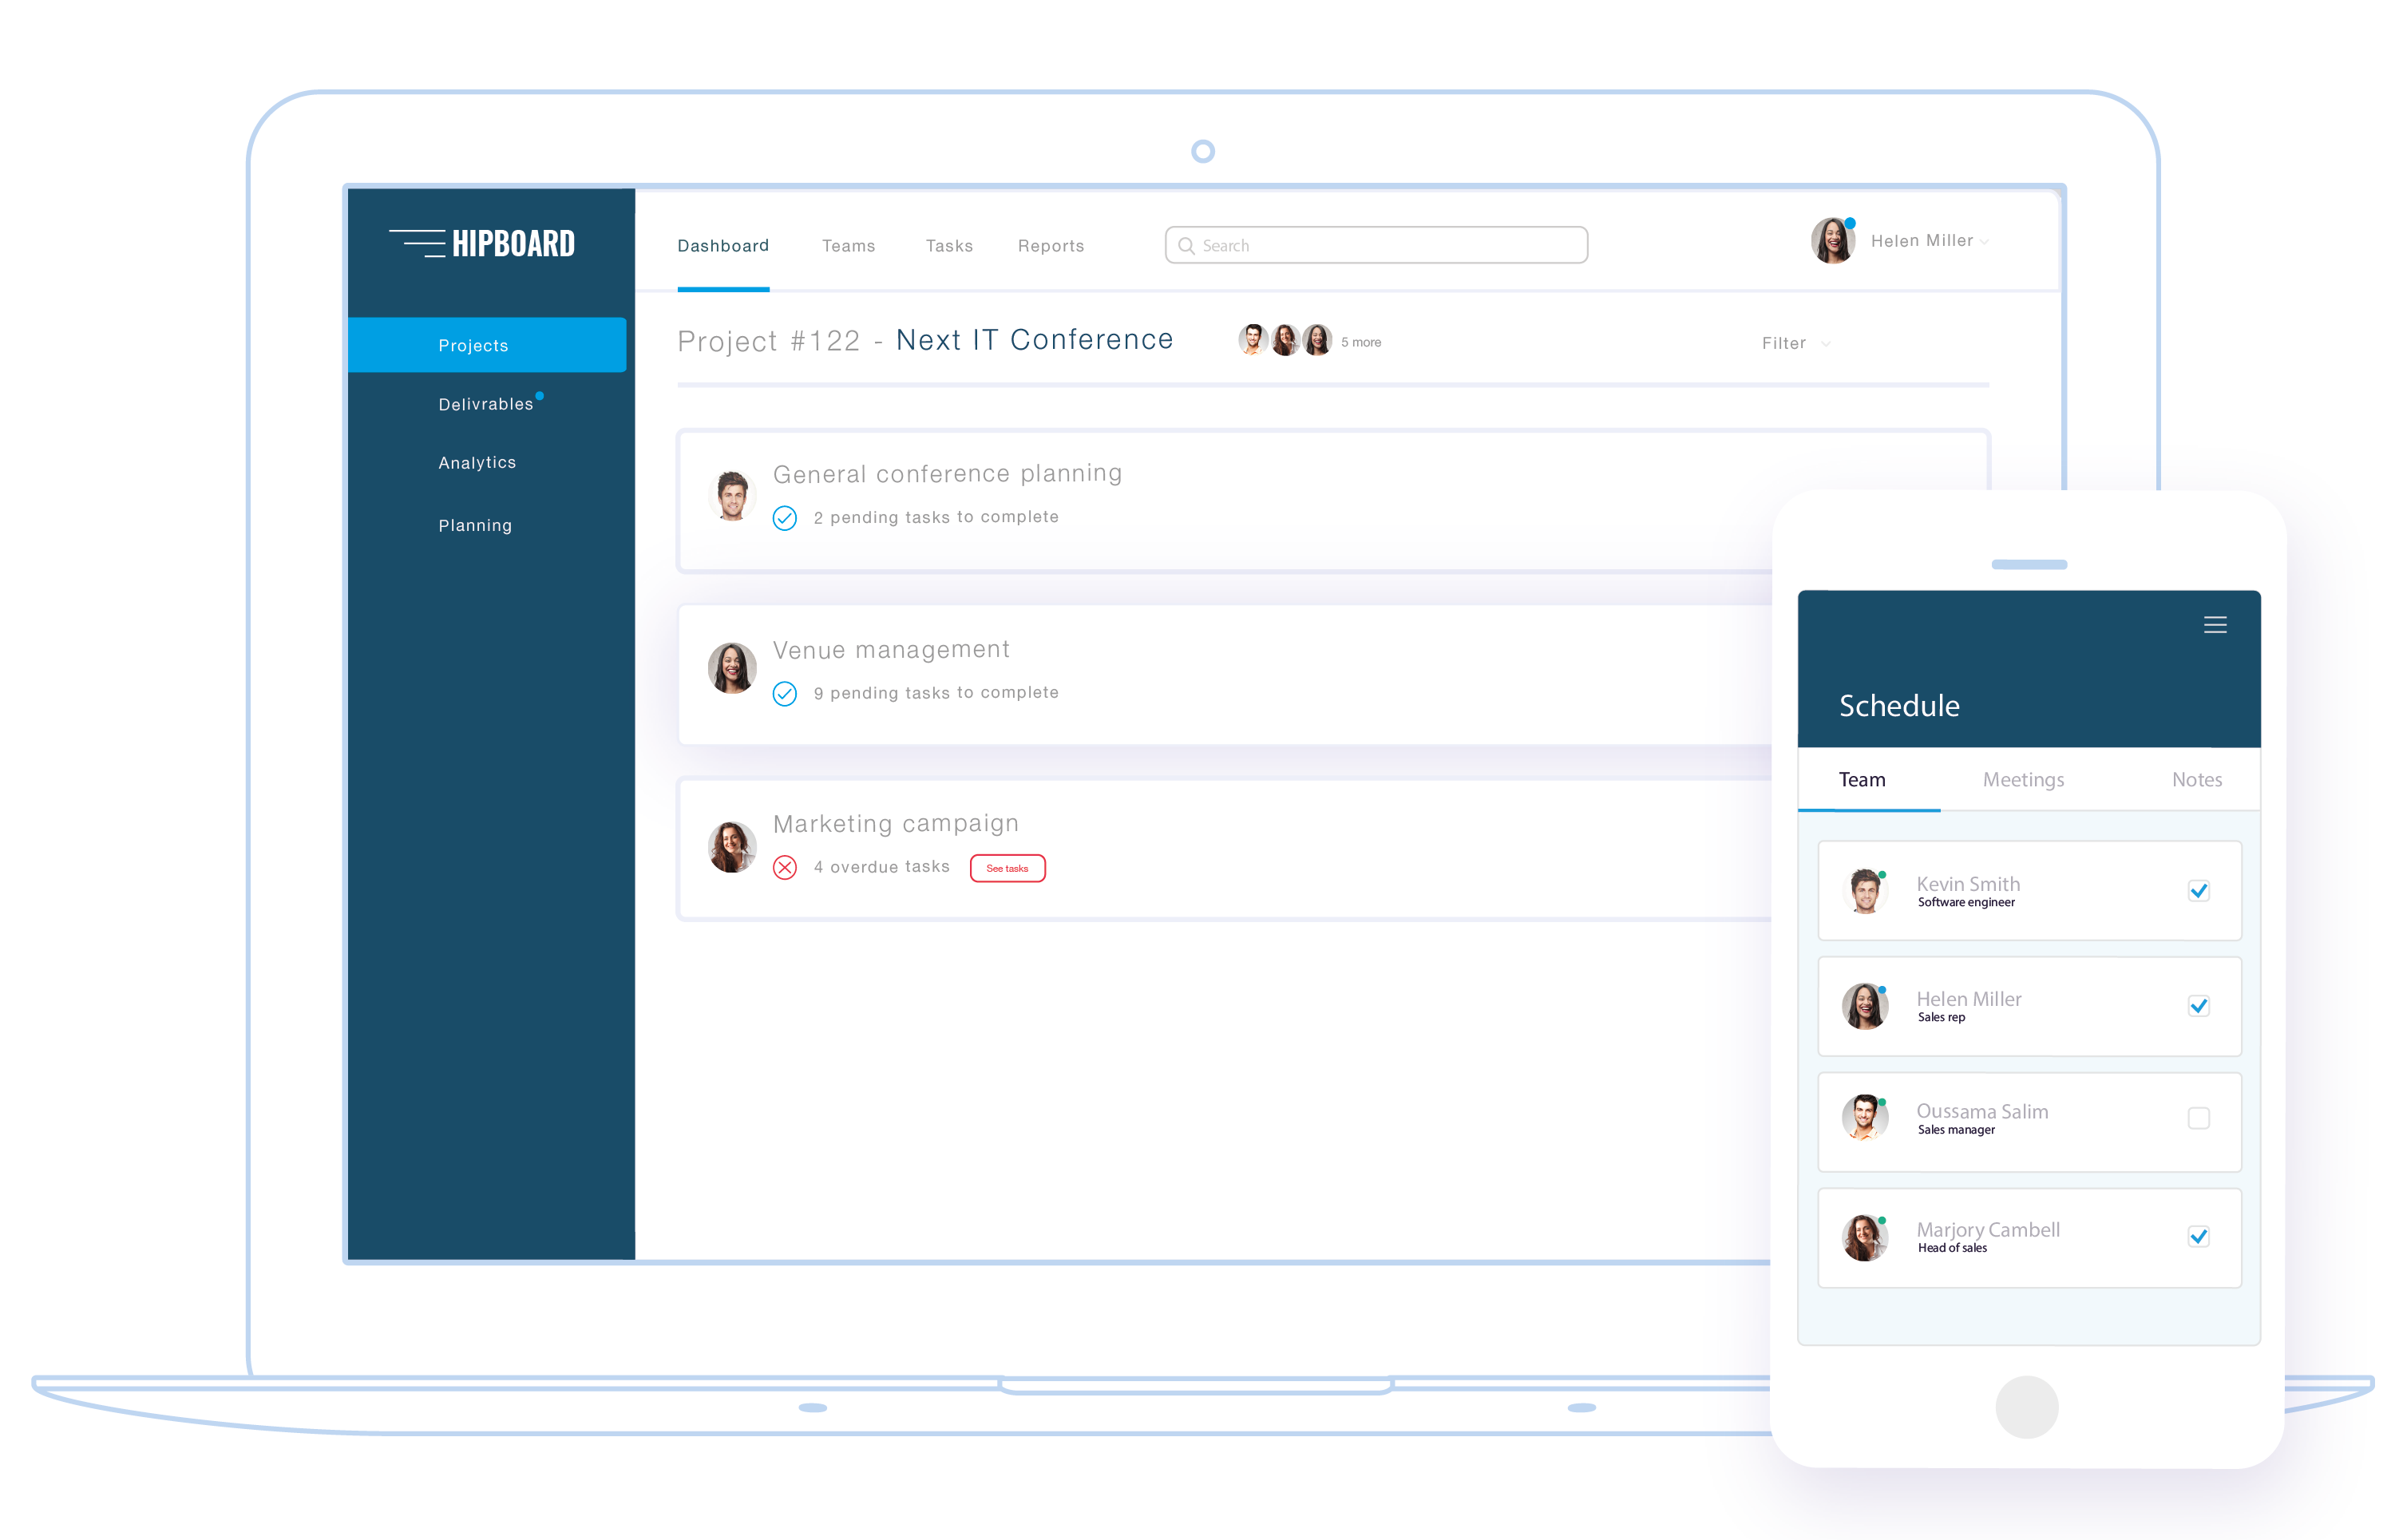 HIPBOARD
Dashboard Teams Tasks Reports Search Helen Miller
Projects
Delivrables
Analytics
Planning
Project #122 - Next IT Conference 5 more Filter
General conference planning
2 pending tasks to complete
Venue management
9 pending tasks to complete
Marketing campaign
4 overdue tasks See tasks
Schedule
Team Meetings Notes
Kevin Smith
Software engineer
Helen Miller
Sales rep
Oussama Salim
Sales manager
Marjory Cambell
Head of sales